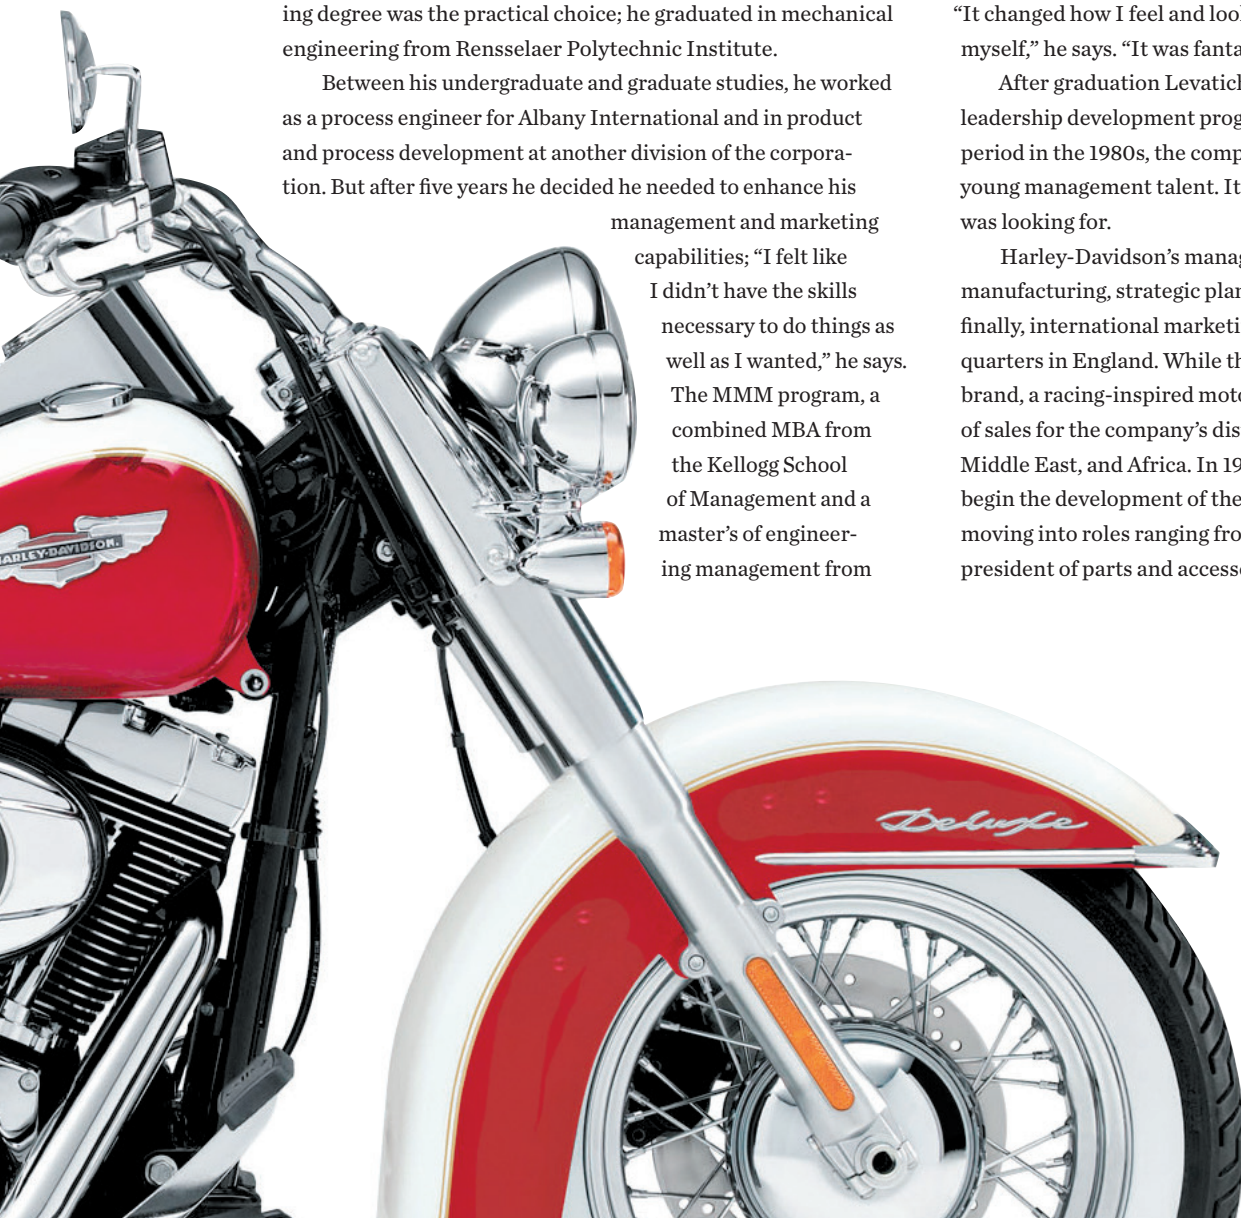 ing degree was the practical choice; he graduated in mechanical
engineering from Rensselaer Polytechnic Institute.
Between his undergraduate and graduate studies, he worked
as a process engineer for Albany International and in product
and process development at another division of the corpora-
tion. But after five years he decided he needed to enhance his
management and marketing
capabilities; “I felt like
I didn’t have the skills
necessary to do things as
well as I wanted,” he says.
The MMM program, a
combined MBA from
the Kellogg School
of Management and a
master’s of engineer-
ing management from
“It changed how I feel and
myself,” he says. “It was
After graduation Levatich
leadership development
period in the 1980s, the
young management talent. It
was looking for.
Harley-Davidson’s
manufacturing, strategic
finally, international
quarters in England. While
brand, a racing-inspired
of sales for the company’s
Middle East, and Africa. In
begin the development of the
moving into roles ranging
president of parts and
HARLEY-DAVIDSON.
Deluxe